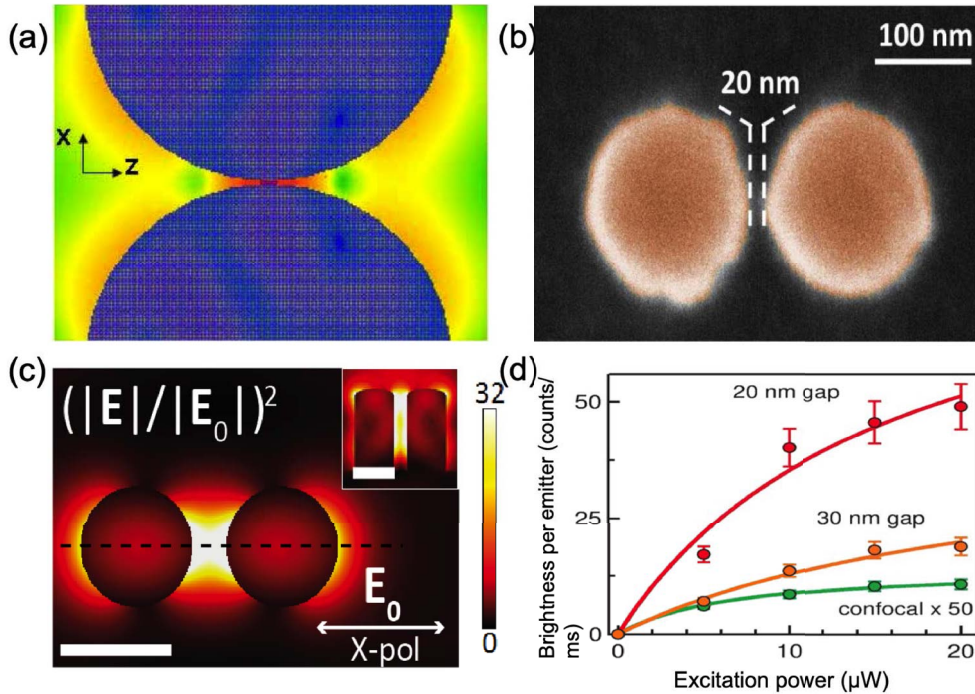 (a)
X
Z
(b)
100 nm
20 nm
(c)
(|E|/|E₀|)²
32
0
E₀
X-pol
(d)
Brightness per emitter (counts/
ms)
50
25
0
20 nm gap
30 nm gap
confocal x 50
0
10
20
Excitation power (µW)